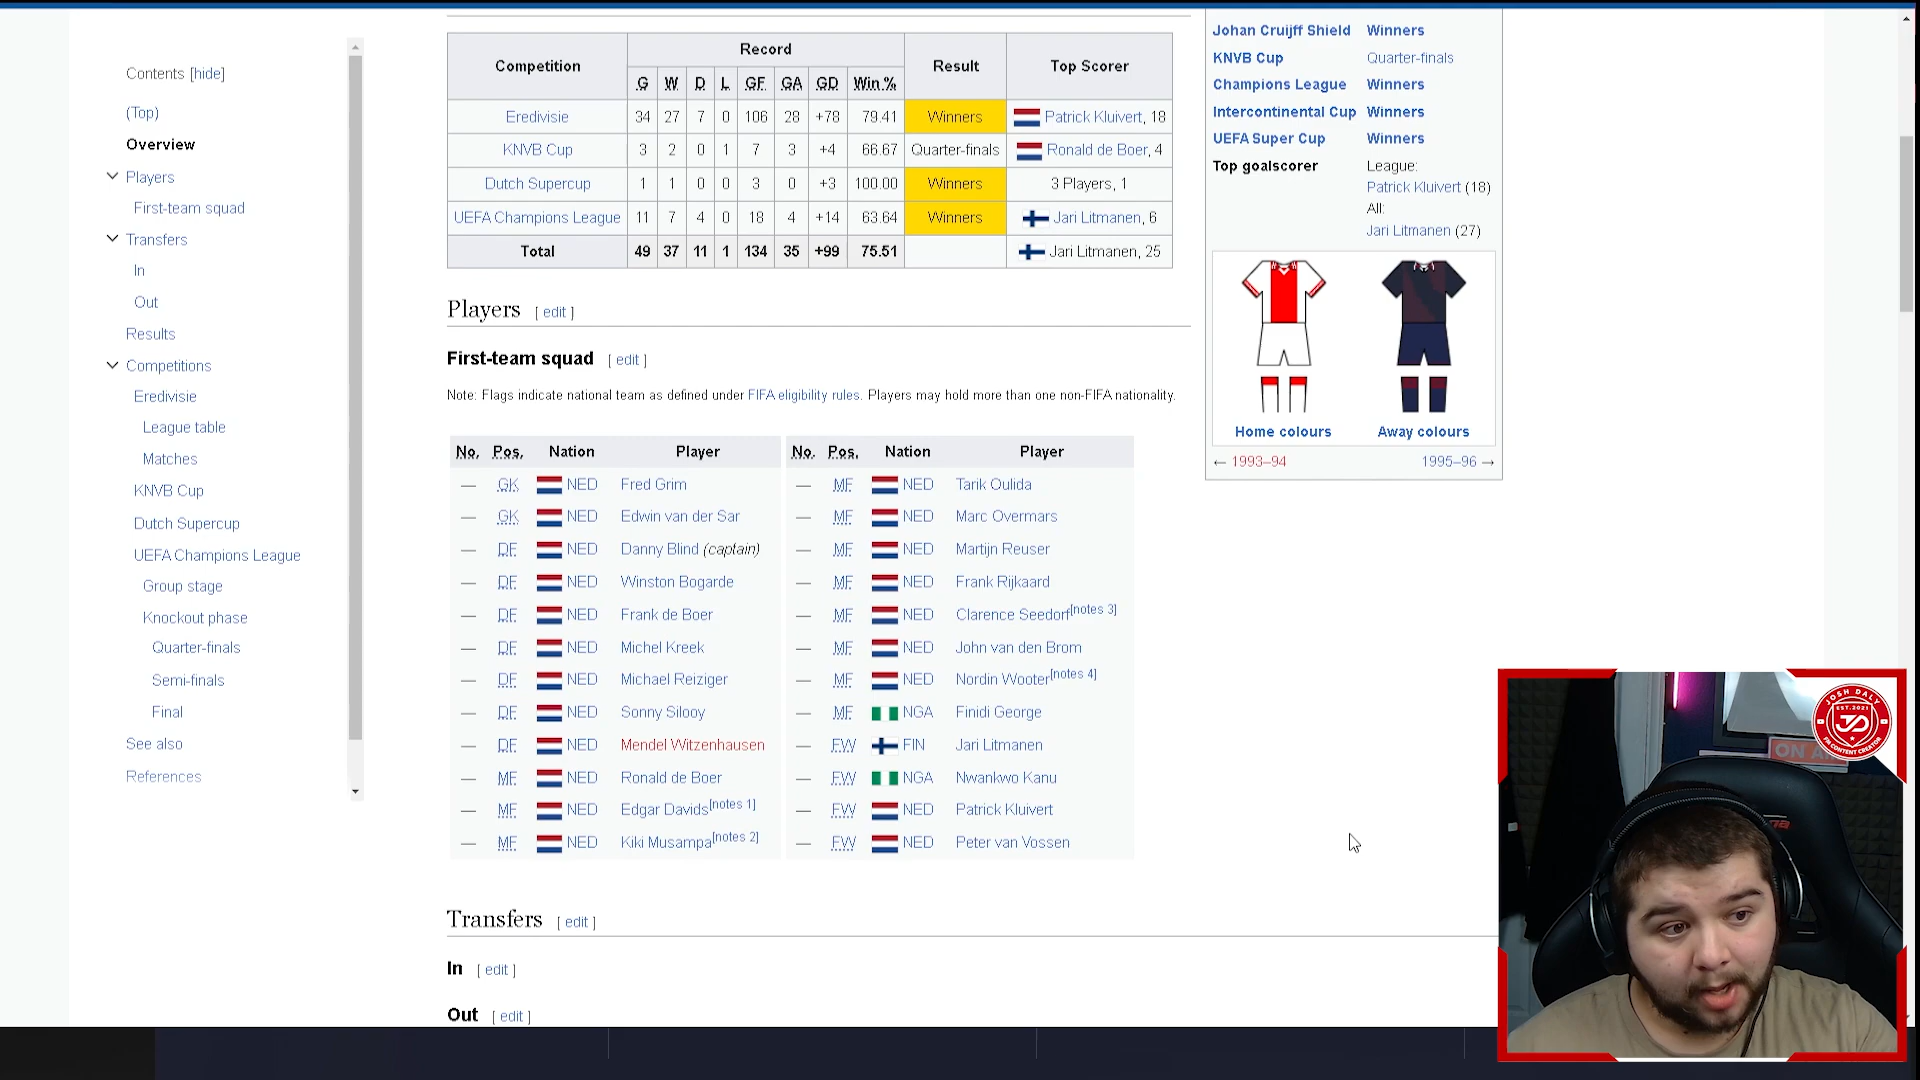 Contents [hide]
(Top)
Overview
Players
First-team squad
Transfers
In
Out
Results
Competitions
Eredivisie
League table
Matches
KNVB Cup
Dutch Supercup
UEFA Champions League
Group stage
Knockout phase
Quarter-finals
Semi-finals
Final
See also
References
Competition Record Result Top Scorer
G W D L GF GA GD Win %
Eredivisie 34 27 7 0 106 28 +78 79.41 Winners Patrick Kluivert, 18
KNVB Cup 3 2 0 1 7 3 +4 66.67 Quarter-finals Ronald de Boer, 4
Dutch Supercup 1 1 0 0 3 0 +3 100.00 Winners 3 Players, 1
UEFA Champions League 11 7 4 0 18 4 +14 63.64 Winners Jari Litmanen, 6
Total 49 37 11 1 134 35 +99 75.51 Jari Litmanen, 25
Players [ edit ]
First-team squad [ edit ]
Note: Flags indicate national team as defined under FIFA eligibility rules. Players may hold more than one non-FIFA nationality.
No. Pos. Nation Player No. Pos. Nation Player
— GK NED Fred Grim — MF NED Tarik Oulida
— GK NED Edwin van der Sar — MF NED Marc Overmars
— DF NED Danny Blind (captain) — MF NED Martijn Reuser
— DF NED Winston Bogarde — MF NED Frank Rijkaard
— DF NED Frank de Boer — MF NED Clarence Seedorf[notes 3]
— DF NED Michel Kreek — MF NED John van den Brom
— DF NED Michael Reiziger — MF NED Nordin Wooter[notes 4]
— DF NED Sonny Silooy — MF NGA Finidi George
— DF NED Mendel Witzenhausen — FW FIN Jari Litmanen
— MF NED Ronald de Boer — FW NGA Nwankwo Kanu
— MF NED Edgar Davids[notes 1] — FW NED Patrick Kluivert
— MF NED Kiki Musampa[notes 2] — FW NED Peter van Vossen
Transfers [ edit ]
In [ edit ]
Out [ edit ]
Johan Cruijff Shield Winners
KNVB Cup Quarter-finals
Champions League Winners
Intercontinental Cup Winners
UEFA Super Cup Winners
Top goalscorer League:
Patrick Kluivert (18)
All:
Jari Litmanen (27)
Home colours Away colours
← 1993–94 1995–96 →
JOSH DALY
EST.2021
JD
FM CONTENT CREATOR
ON A